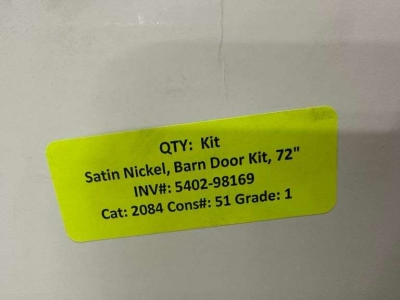 QTY: Kit
Satin Nickel, Barn Door Kit, 72"
INV#: 5402-98169
Cat: 2084 Cons#: 51 Grade: 1